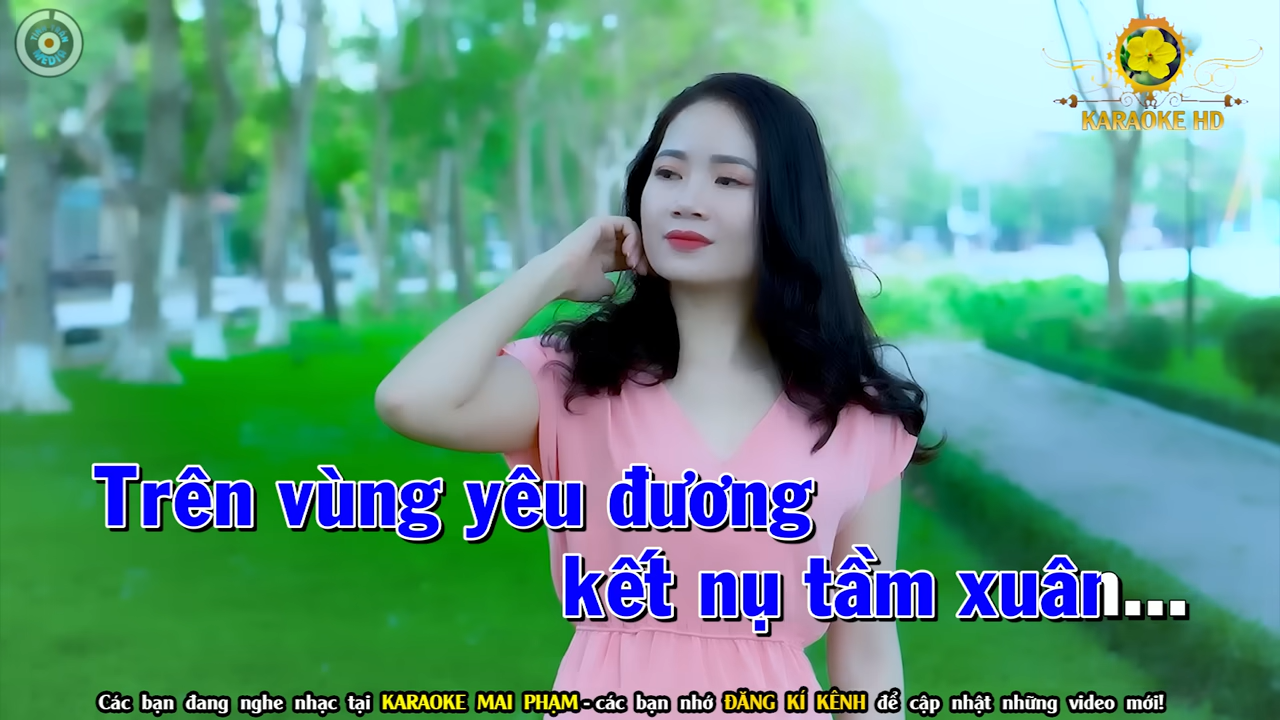 KARAOKE HD
Trên vùng yêu đương
kết nụ tầm xuân...
Các bạn đang nghe nhạc tại KARAOKE MAI PHẠM - các bạn nhớ ĐĂNG KÍ KÊNH để cập nhật những video mới!